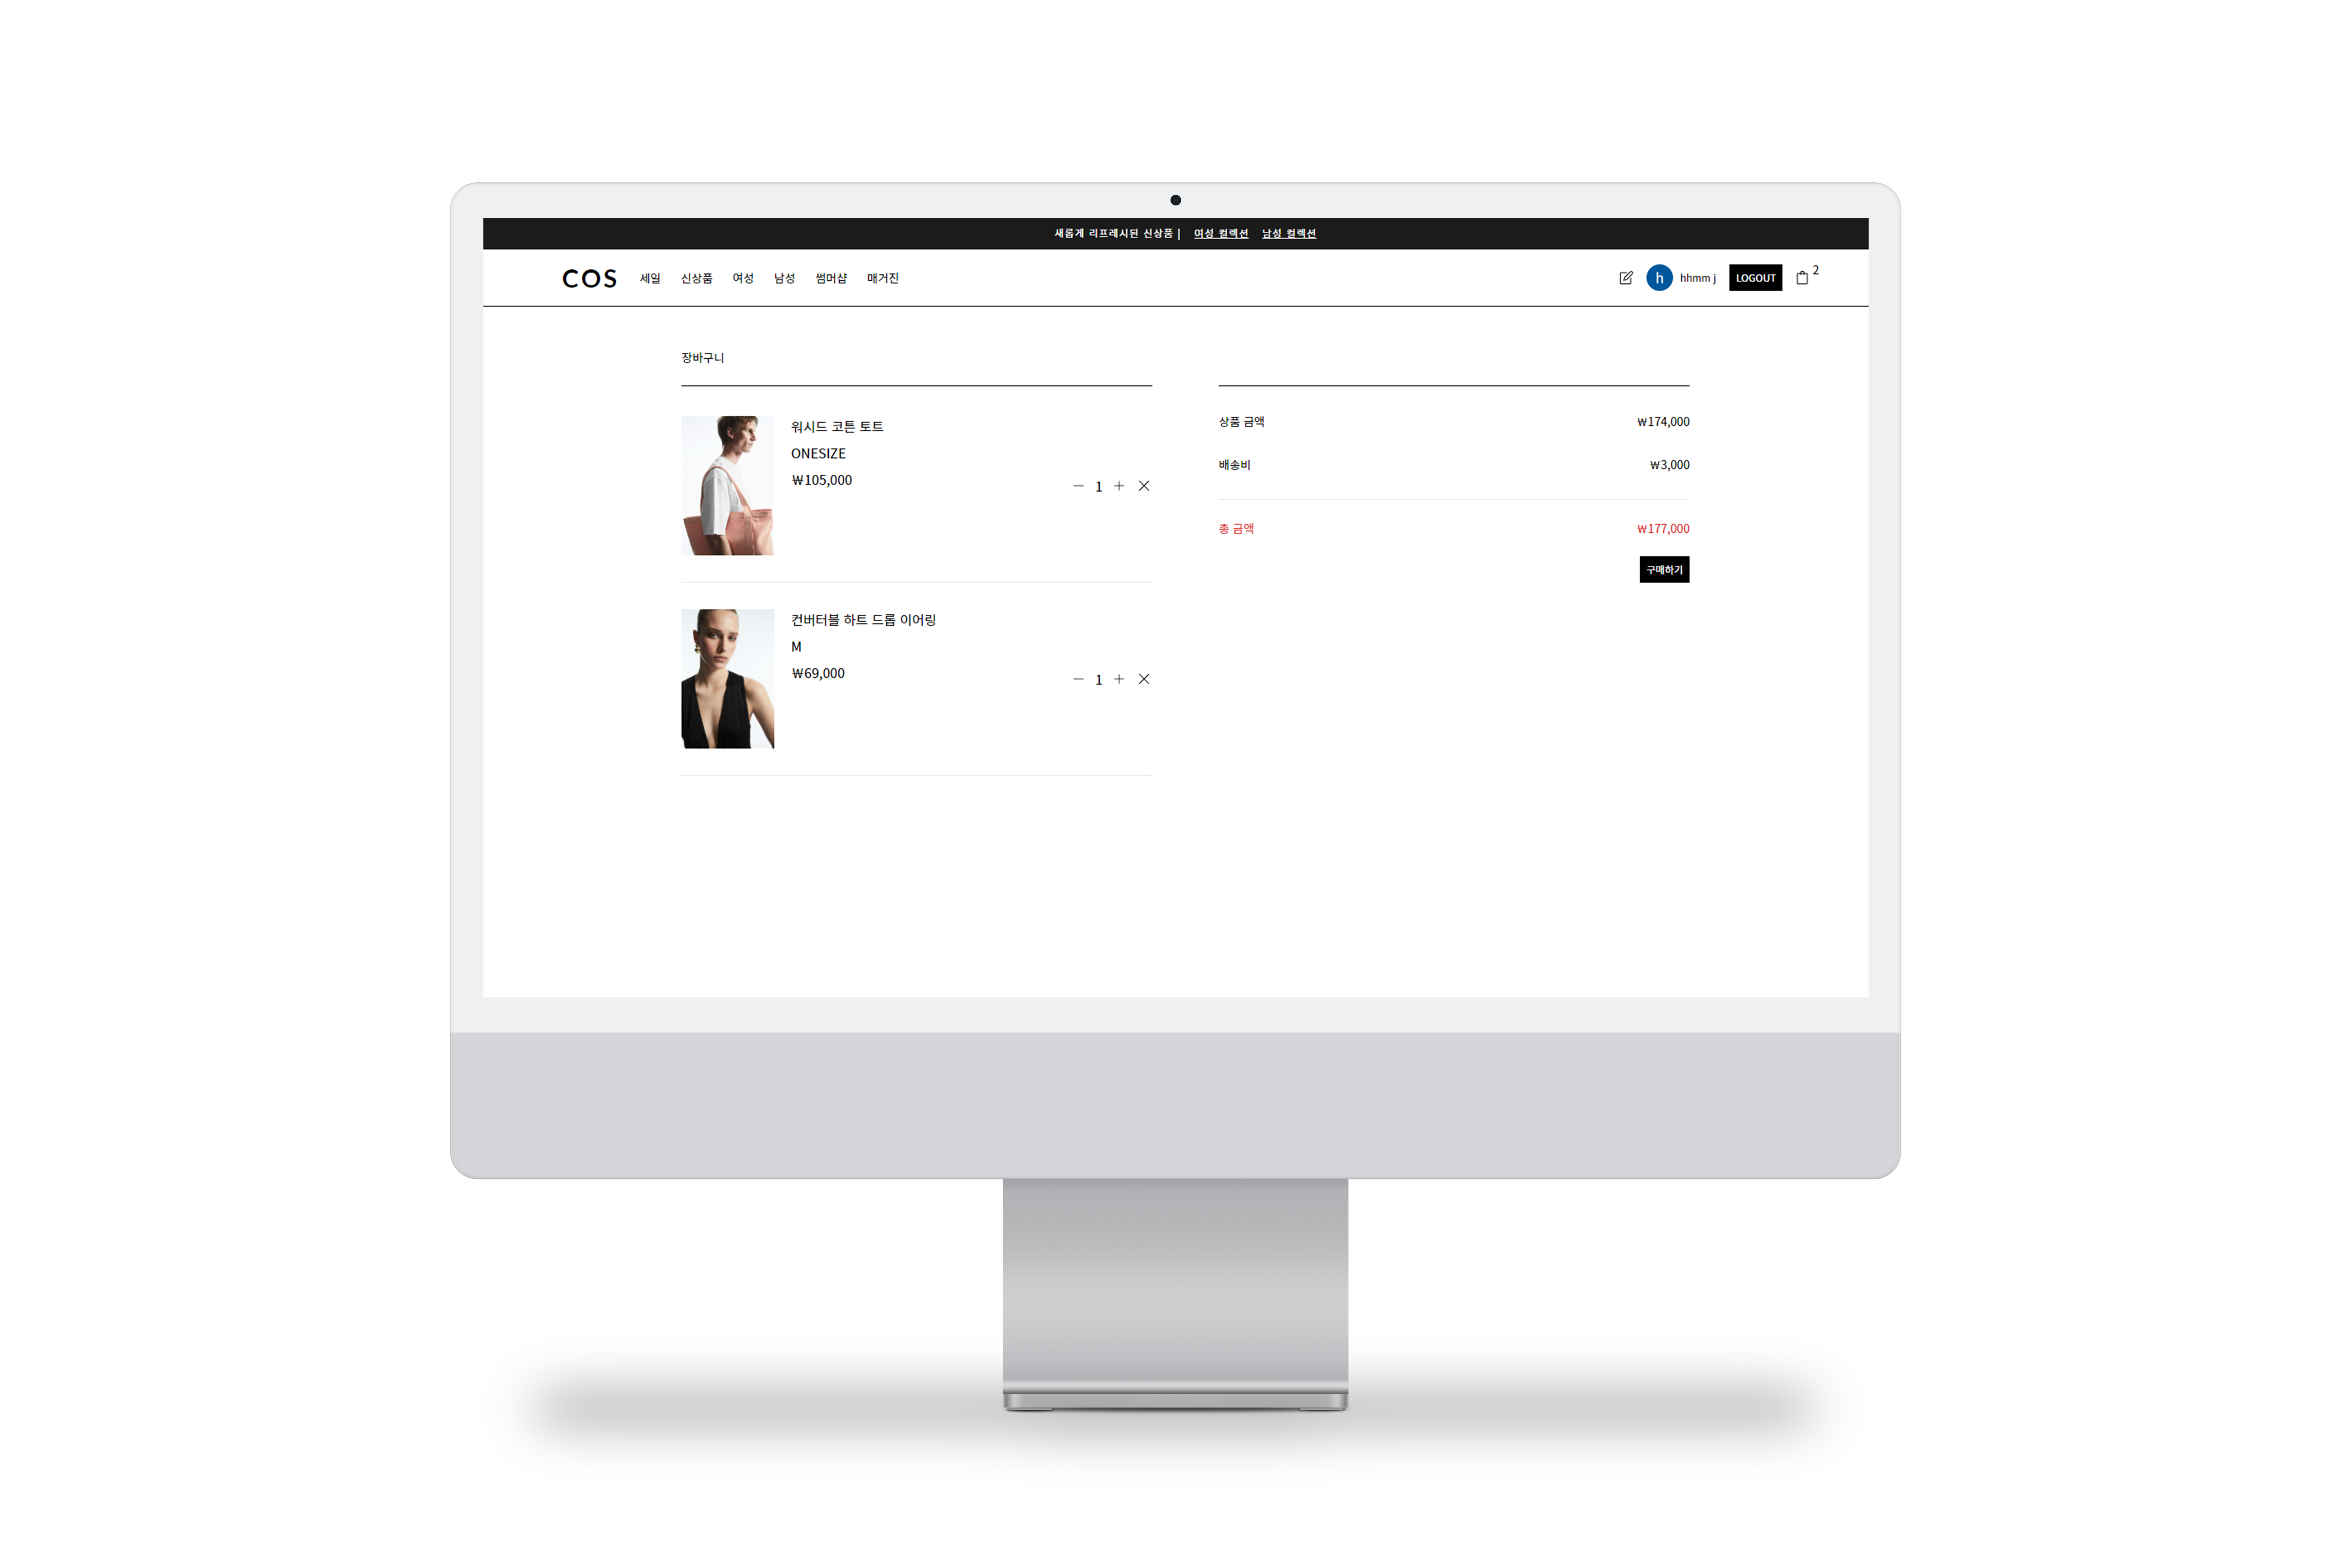 새롭게 리프레시된 신상품 | 여성 컬렉션 남성 컬렉션
COS 세일 신상품 여성 남성 썸머샵 매거진 h hhmm j LOGOUT 2
장바구니
워시드 코튼 토트
ONESIZE
₩105,000
1
컨버터블 하트 드롭 이어링
M
₩69,000
1
상품 금액 ₩174,000
배송비 ₩3,000
총 금액 ₩177,000
구매하기